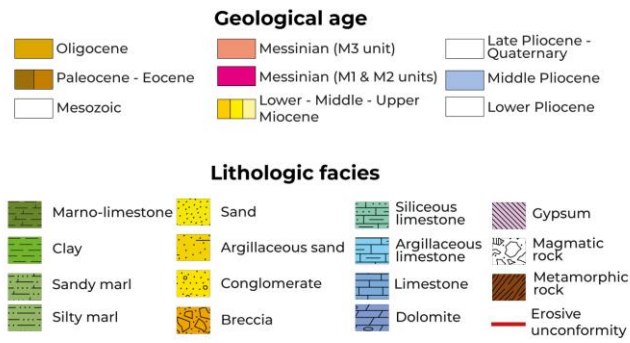 Geological age
Oligocene
Messinian (M3 unit)
Late Pliocene -
Quaternary
Paleocene - Eocene
Messinian (M1 & M2 units)
Middle Pliocene
Mesozoic
Lower - Middle - Upper
Miocene
Lower Pliocene
Lithologic facies
Marno-limestone
Sand
Siliceous
limestone
Gypsum
Clay
Argillaceous sand
Argillaceous
limestone
Magmatic
rock
Sandy marl
Conglomerate
Limestone
Metamorphic
rock
Silty marl
Breccia
Dolomite
Erosive
unconformity